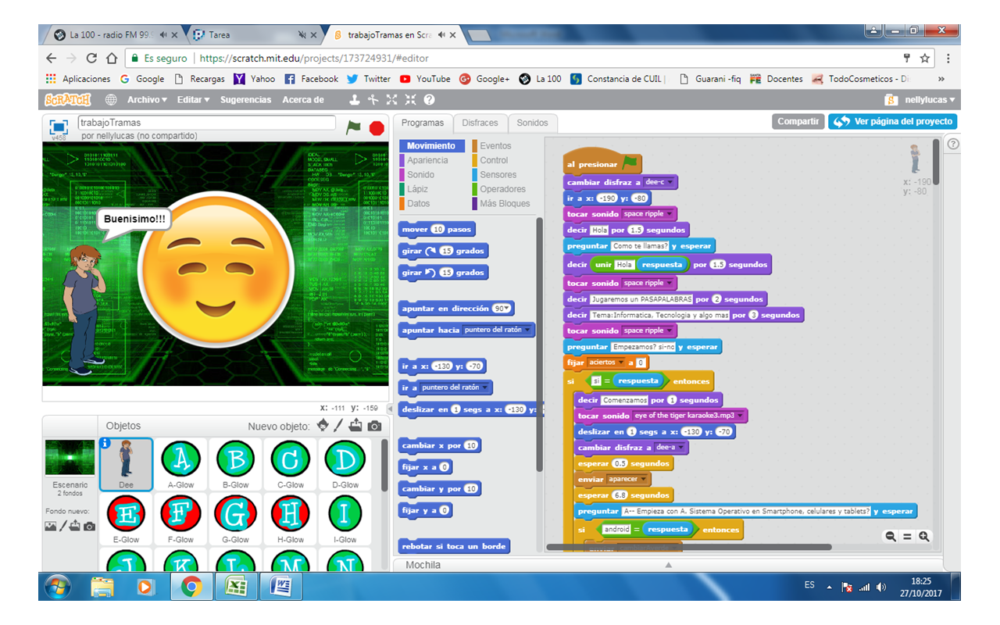 La 100 - radio FM 99.
Tarea
trabajoTramas en Scra
Es seguro | https://scratch.mit.edu/projects/173724931/#editor
Aplicaciones Google Recargas Yahoo Facebook Twitter YouTube Google+ La 100 Constancia de CUIL | Guarani -fiq Docentes TodoCosmeticos - Di »
SCRATCH Archivo▾ Editar▾ Sugerencias Acerca de nellylucas ▾
trabajoTramas
v458
por nellylucas (no compartido)
Programas Disfraces Sonidos
Compartir Ver página del proyecto
Buenisimo!!!
X: -111 y: -159
Movimiento Eventos
Apariencia Control
Sonido Sensores
Lápiz Operadores
Datos Más Bloques
mover 10 pasos
girar 15 grados
girar 15 grados
apuntar en dirección 90▾
apuntar hacia puntero del ratón
ir a x: -130 y: -70
ir a puntero del ratón
deslizar en 1 segs a x: -130 y:
cambiar x por 10
fijar x a 0
cambiar y por 10
fijar y a 0
rebotar si toca un borde
x: -190
y: -80
al presionar
cambiar disfraz a dee-c
ir a x: -190 y: -80
tocar sonido space ripple
decir Hola por 1.5 segundos
preguntar Como te llamas? y esperar
decir unir Hola respuesta por 1.5 segundos
tocar sonido space ripple
decir Jugaremos un PASAPALABRAS por 2 segundos
decir Tema:Informatica, Tecnologia y algo mas por 3 segundos
tocar sonido space ripple
preguntar Empezamos? si-no y esperar
fijar aciertos a 0
si si = respuesta entonces
decir Comenzamos por 1 segundos
tocar sonido eye of the tiger karaoke3.mp3
deslizar en 1 segs a x: -130 y: -70
cambiar disfraz a dee-a
esperar 0.5 segundos
enviar aparecer
esperar 6.8 segundos
preguntar A-- Empieza con A. Sistema Operativo en Smartphone, celulares y tablets? y esperar
si android = respuesta entonces
Objetos Nuevo objeto:
Escenario
2 fondos
Fondo nuevo:
A B C D
Dee A-Glow B-Glow C-Glow D-Glow
E F G H I
E-Glow F-Glow G-Glow H-Glow I-Glow
J K L M N
Mochila
ES
18:25
27/10/2017